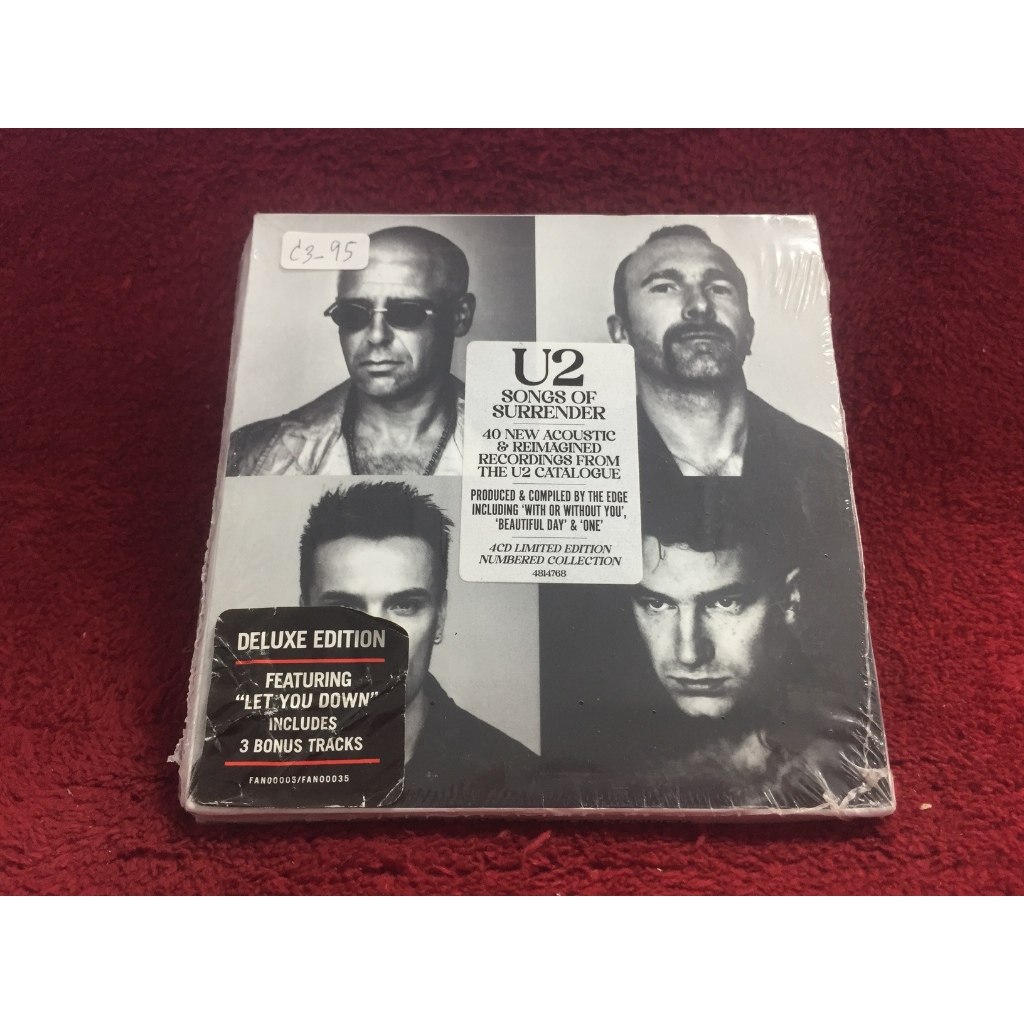 C3-95
U2
SONGS OF
SURRENDER
40 NEW ACOUSTIC
& REIMAGINED
RECORDINGS FROM
THE U2 CATALOGUE
PRODUCED & COMPILED BY THE EDGE
INCLUDING ‘WITH OR WITHOUT YOU’,
‘BEAUTIFUL DAY’ & ‘ONE’
4CD LIMITED EDITION
NUMBERED COLLECTION
4814768
DELUXE EDITION
FEATURING
“LET YOU DOWN”
INCLUDES
3 BONUS TRACKS
FAN00005/FAN00035